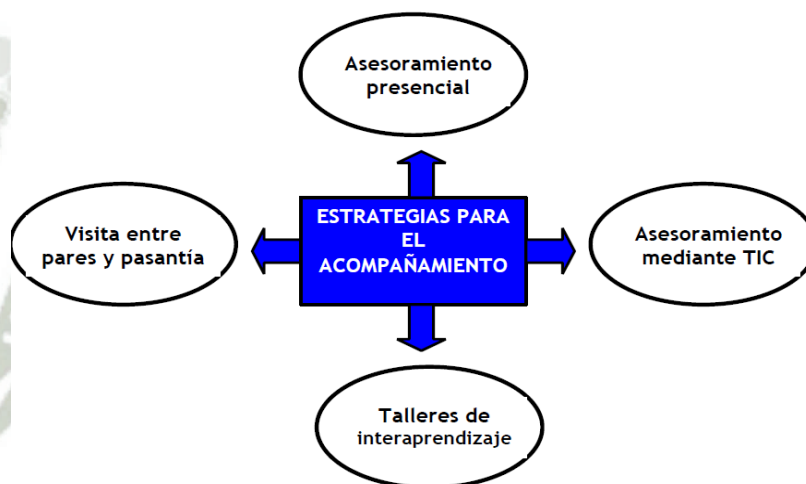 Asesoramiento
presencial
ESTRATEGIAS PARA
EL
ACOMPAÑAMIENTO
Visita entre
pares y pasantía
Asesoramiento
mediante TIC
Talleres de
interaprendizaje